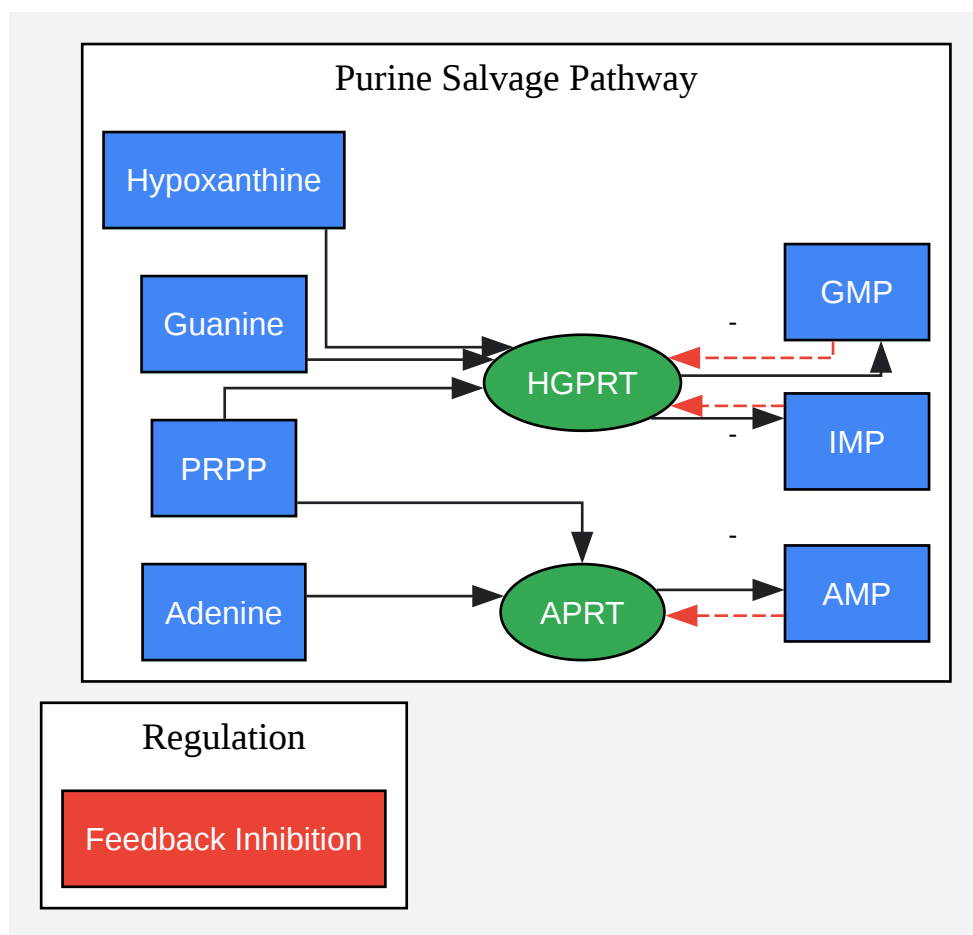 Purine Salvage Pathway
Hypoxanthine
Guanine
PRPP
Adenine
HGPRT
APRT
GMP
IMP
AMP
-
-
-
Regulation
Feedback Inhibition